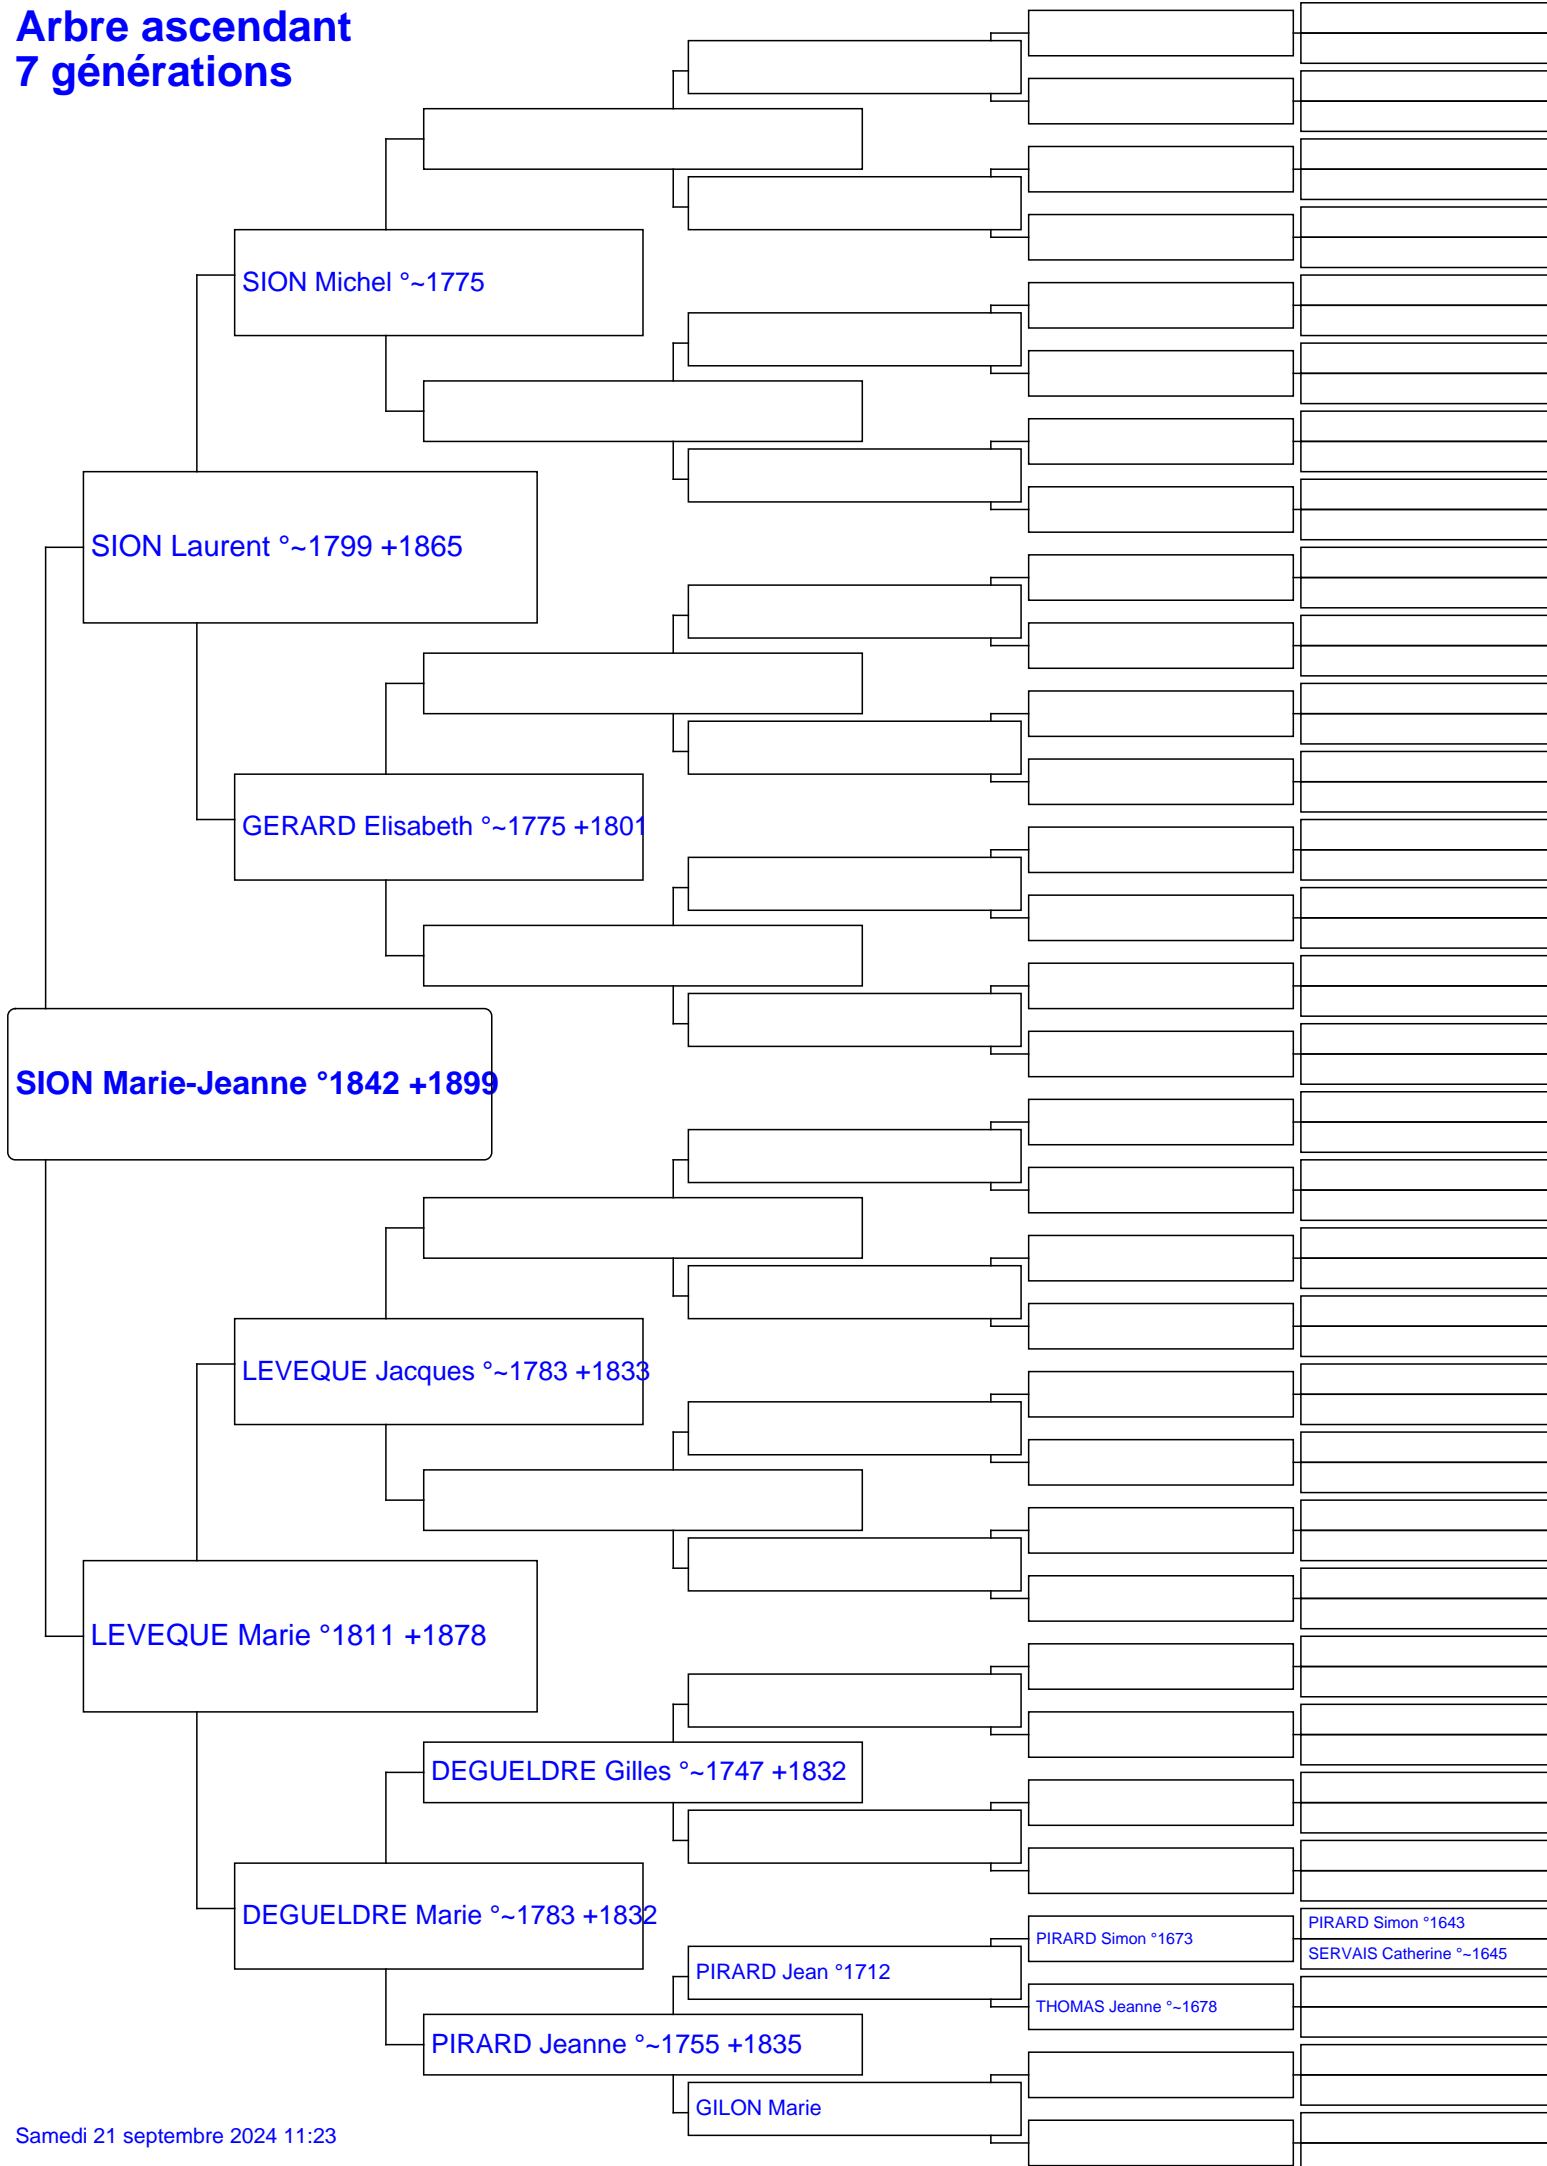 Arbre ascendant
7 générations
SION Michel °~1775
SION Laurent °~1799 +1865
GERARD Elisabeth °~1775 +1801
SION Marie-Jeanne °1842 +1899
LEVEQUE Jacques °~1783 +1833
LEVEQUE Marie °1811 +1878
DEGUELDRE Gilles °~1747 +1832
DEGUELDRE Marie °~1783 +1832
PIRARD Simon °1643
PIRARD Simon °1673
SERVAIS Catherine °~1645
PIRARD Jean °1712
THOMAS Jeanne °~1678
PIRARD Jeanne °~1755 +1835
GILON Marie
Samedi 21 septembre 2024 11:23